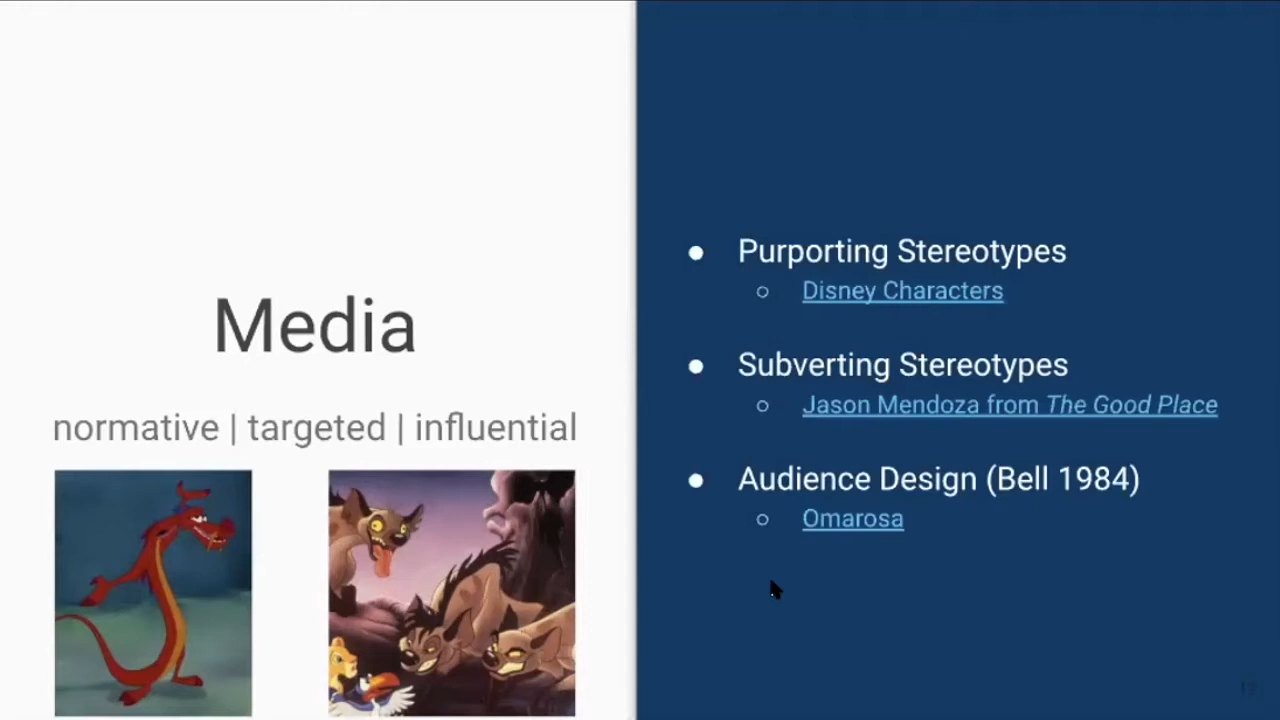 Media
normative | targeted | influential
Purporting Stereotypes
Disney Characters
Subverting Stereotypes
Jason Mendoza from The Good Place
Audience Design (Bell 1984)
Omarosa